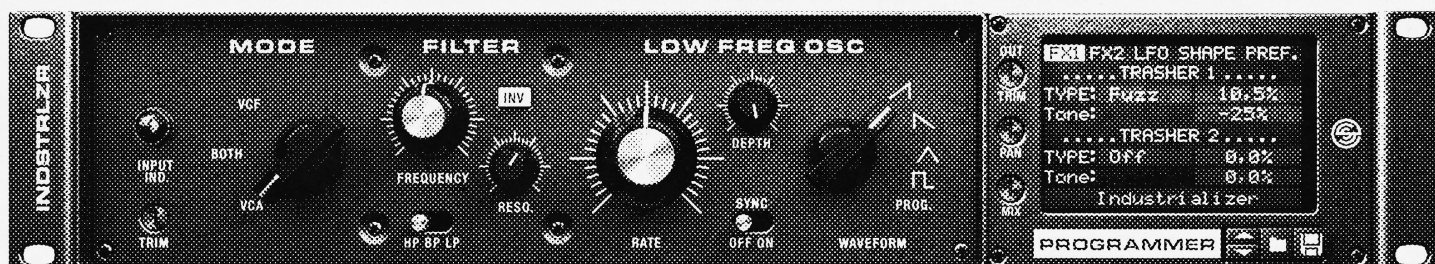 INDSTRLZR
MODE
VCF
BOTH
VCA
INPUT
IND.
TRIM
FILTER
INV
FREQUENCY
RESO.
HP BP LP
LOW FREQ OSC
DEPTH
RATE
SYNC
OFF ON
PROG.
WAVEFORM
OUT
TRIM
PAN
MIX
FX1 FX2 LFO SHAPE PREF.
.....TRASHER 1.....
TYPE: Fuzz 10,5%
Tone: -25%
.....TRASHER 2.....
TYPE: Off 0,0%
Tone: 0,0%
Industrializer
PROGRAMMER